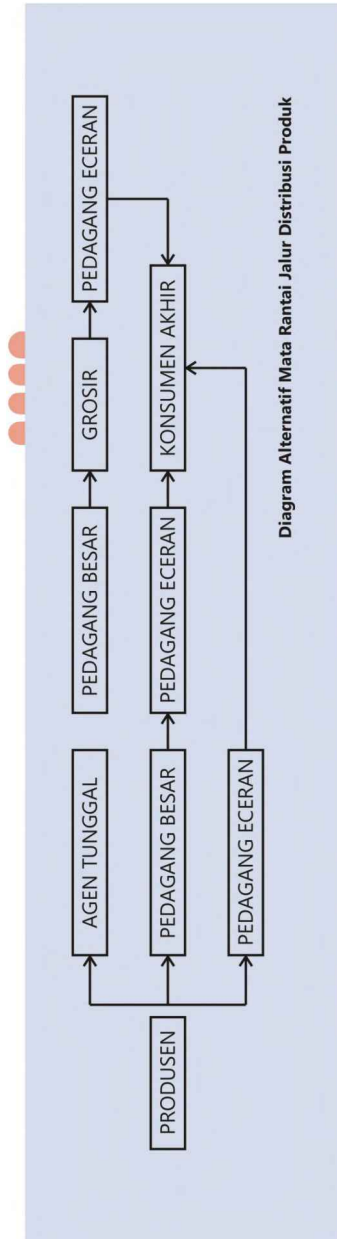 AGEN TUNGGAL
PEDAGANG BESAR
GROSIR
PEDAGANG ECERAN
PRODUSEN
PEDAGANG BESAR
PEDAGANG ECERAN
KONSUMEN AKHIR
PEDAGANG ECERAN
Diagram Alternatif Mata Rantai Jalur Distribusi Produk